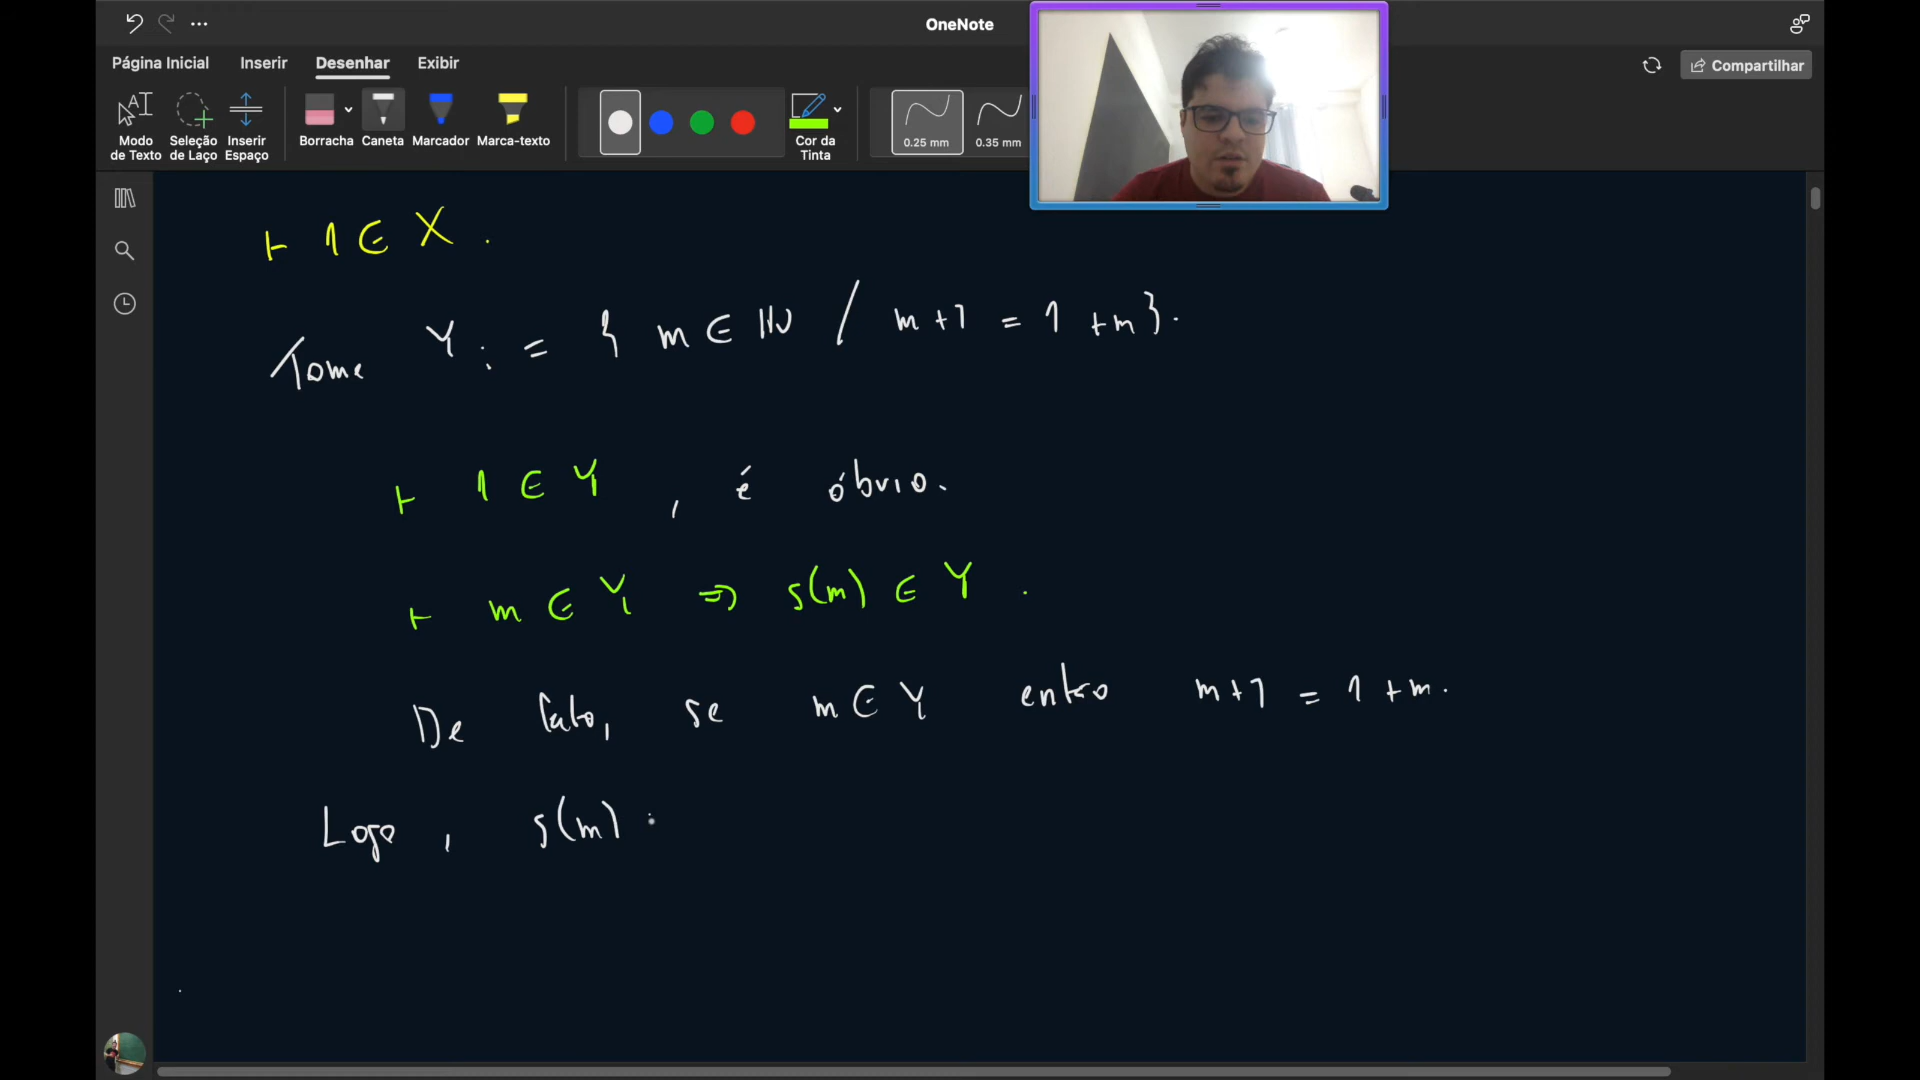 OneNote
Página Inicial Inserir Desenhar Exibir
Compartilhar
Modo de Texto
Seleção de Laço
Inserir Espaço
Borracha
Caneta
Marcador
Marca-texto
Cor da Tinta
0.25 mm
0.35 mm
⊢ 1 ∈ X .
Tome Y := { m ∈ ℕ / m+1 = 1+m }.
⊢ 1 ∈ Y , é óbvio.
⊢ m ∈ Y ⇒ s(m) ∈ Y .
De fato, se m ∈ Y então m+1 = 1+m.
Logo , s(m)